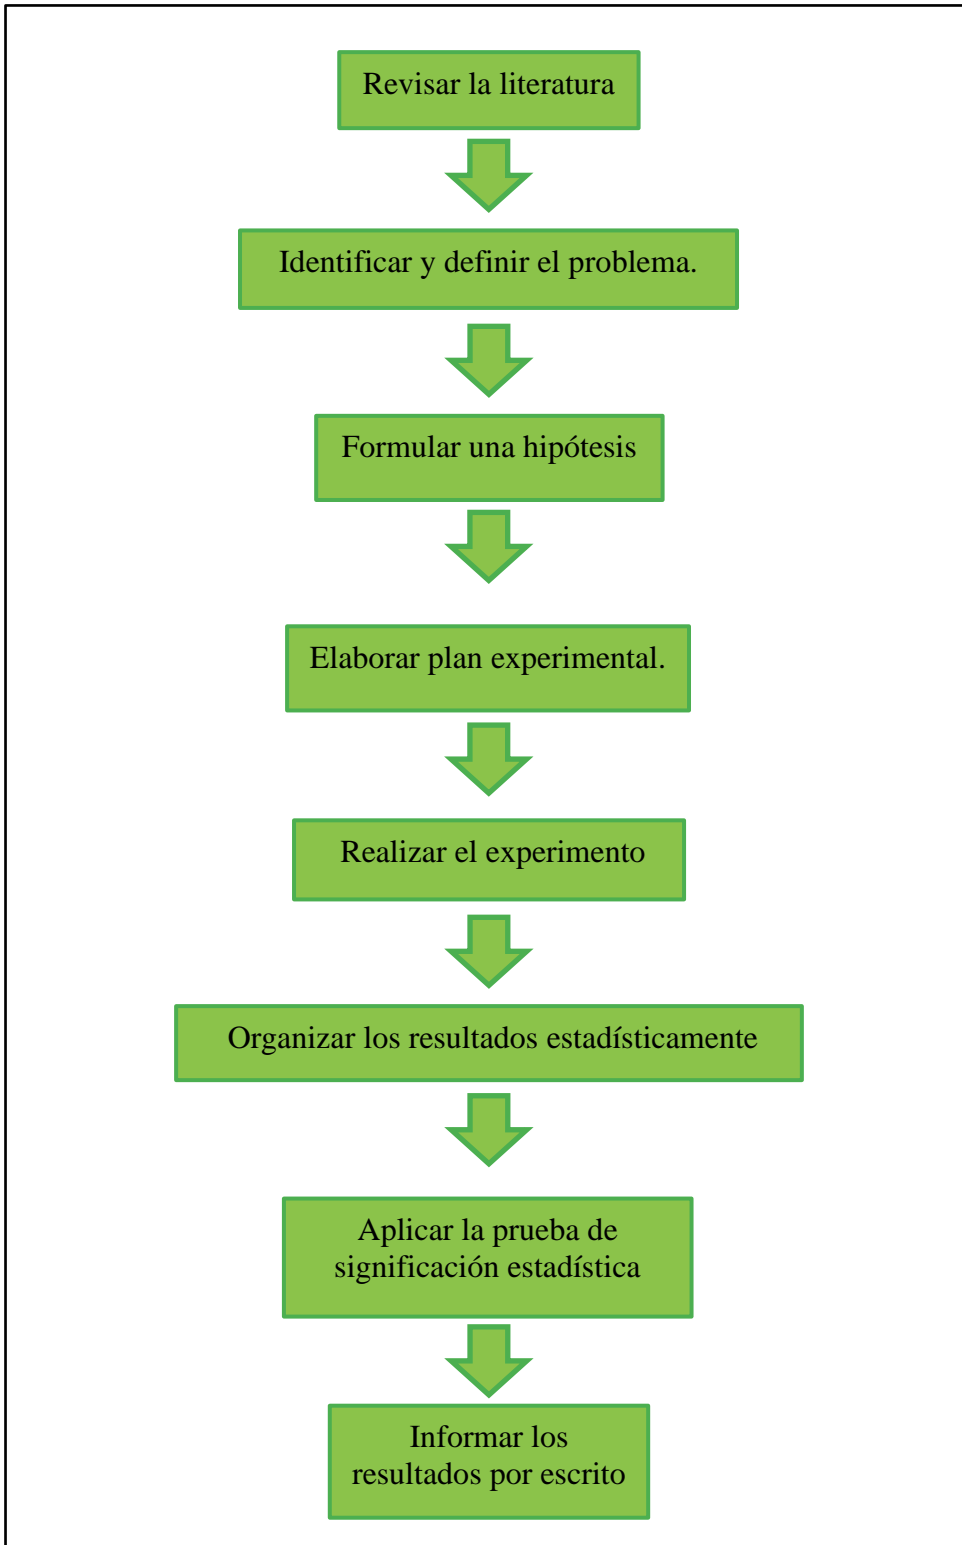 Revisar la literatura
Identificar y definir el problema.
Formular una hipótesis
Elaborar plan experimental.
Realizar el experimento
Organizar los resultados estadísticamente
Aplicar la prueba de
significación estadística
Informar los
resultados por escrito